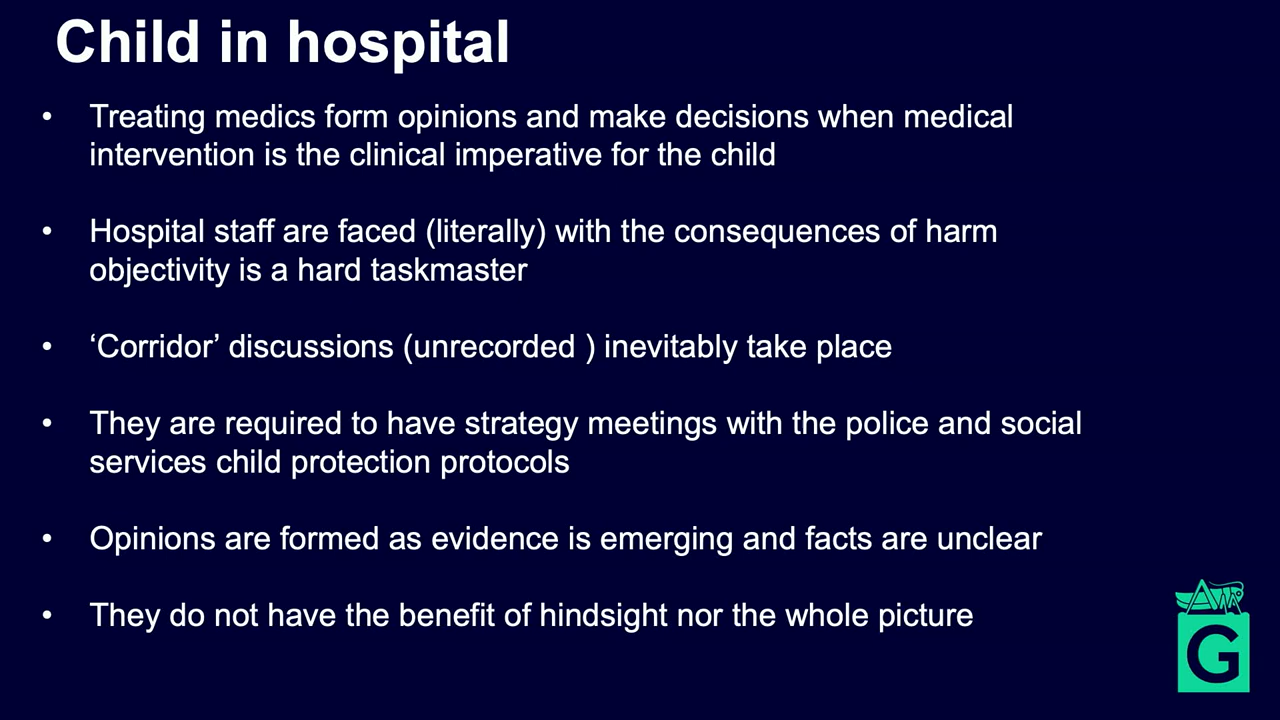 Child in hospital
• Treating medics form opinions and make decisions when medical
intervention is the clinical imperative for the child
• Hospital staff are faced (literally) with the consequences of harm
objectivity is a hard taskmaster
• ‘Corridor’ discussions (unrecorded ) inevitably take place
• They are required to have strategy meetings with the police and social
services child protection protocols
• Opinions are formed as evidence is emerging and facts are unclear
• They do not have the benefit of hindsight nor the whole picture
G